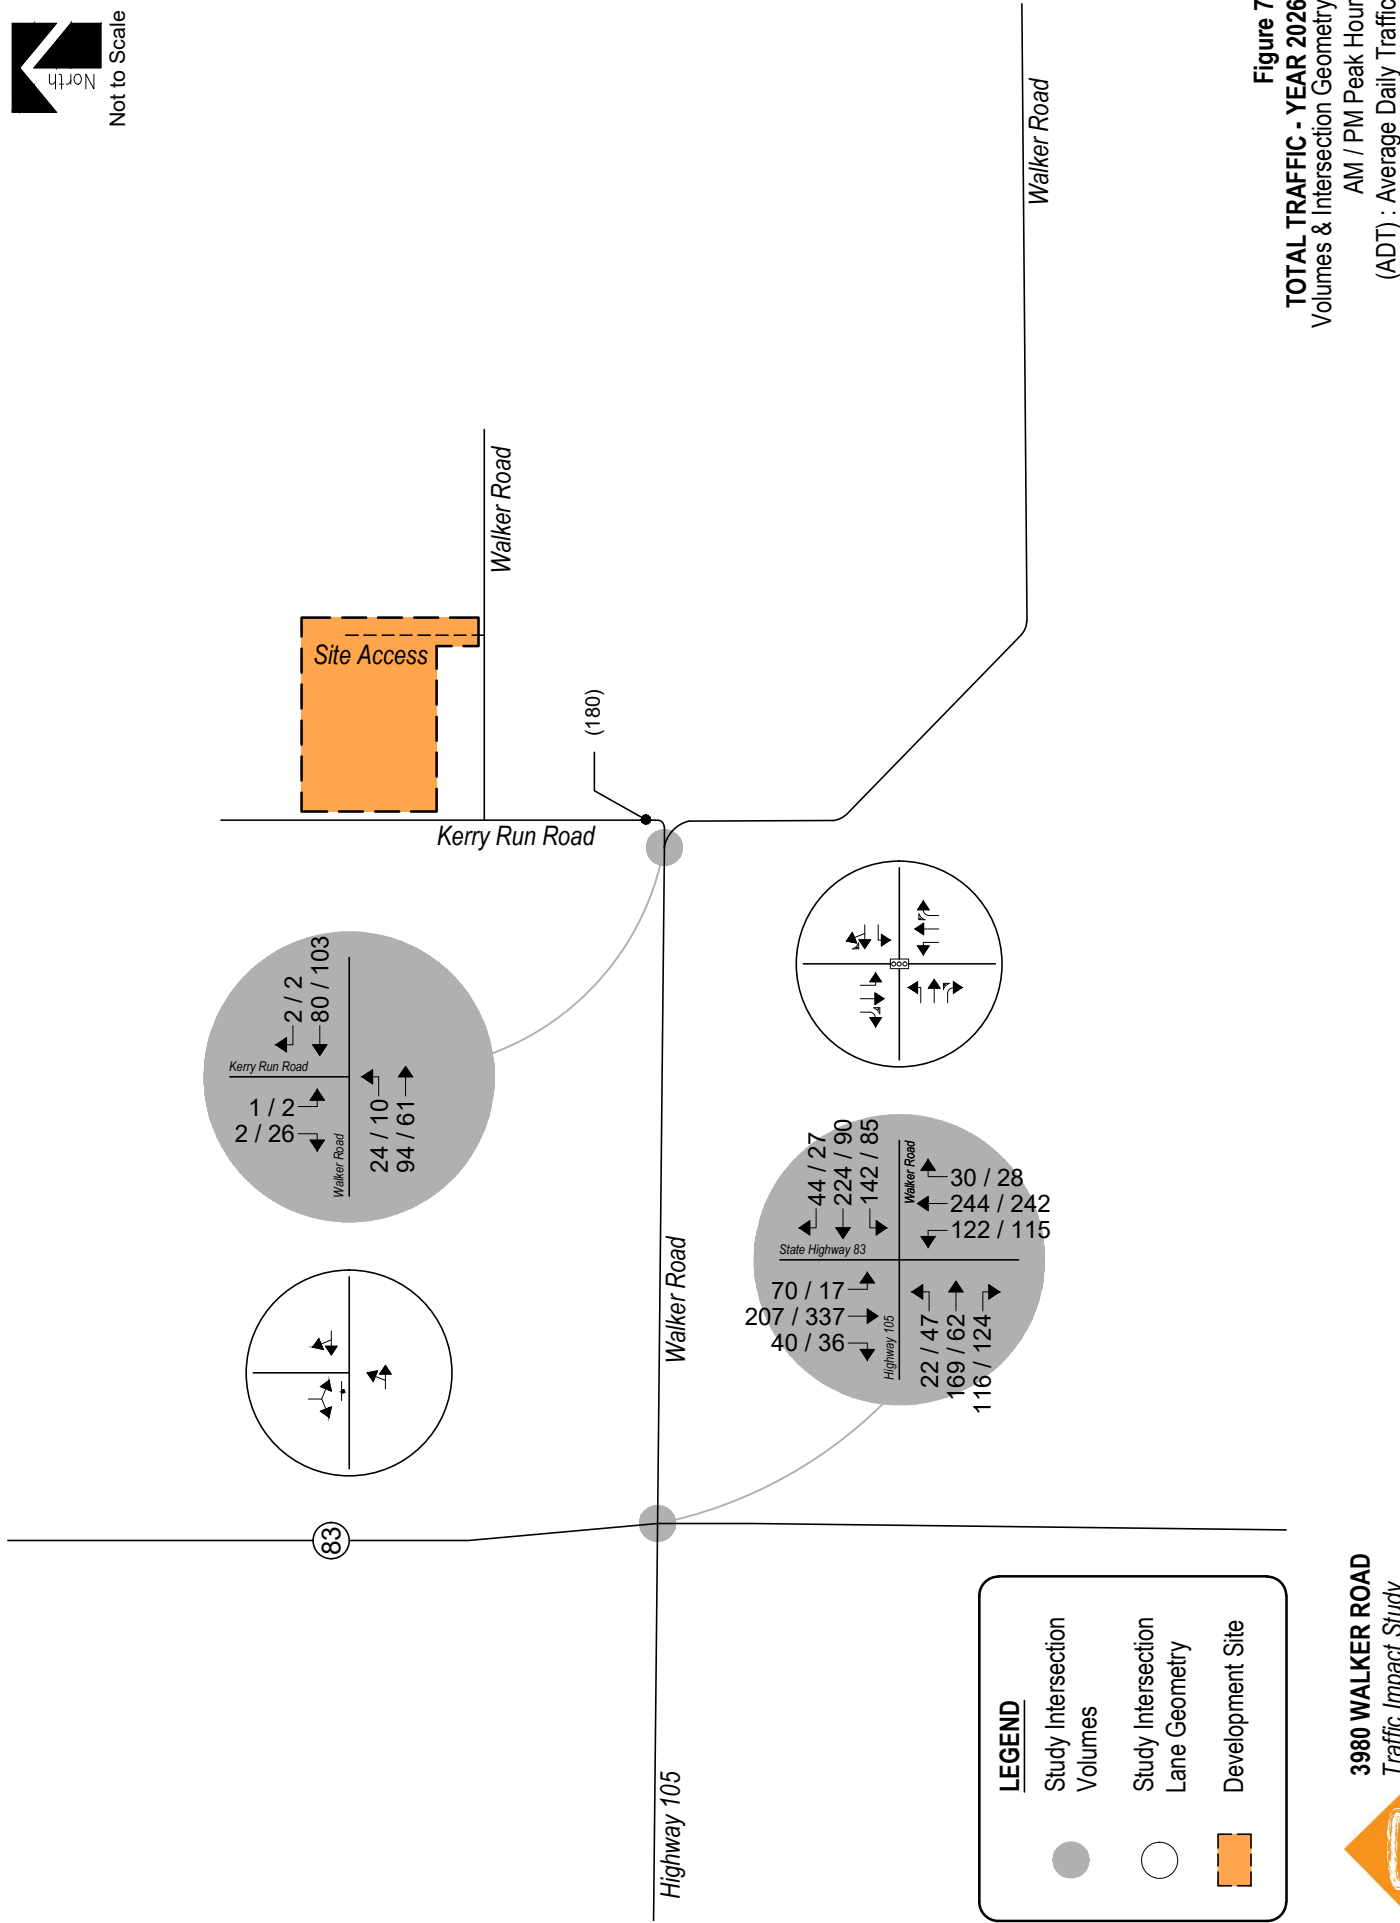 North
Not to Scale
Figure 7
TOTAL TRAFFIC - YEAR 2026
Volumes & Intersection Geometry
AM / PM Peak Hour
(ADT) : Average Daily Traffic
Walker Road
Walker Road
Site Access
(180)
Kerry Run Road
2 / 2
80 / 103
Kerry Run Road
1 / 2
2 / 26
Walker Road
24 / 10
94 / 61
Walker Road
44 / 27
224 / 90
142 / 85
Walker Road
30 / 28
244 / 242
122 / 115
State Highway 83
70 / 17
207 / 337
40 / 36
Highway 105
22 / 47
169 / 62
116 / 124
83
Highway 105
LEGEND
Study Intersection
Volumes
Study Intersection
Lane Geometry
Development Site
3980 WALKER ROAD
Traffic Impact Study